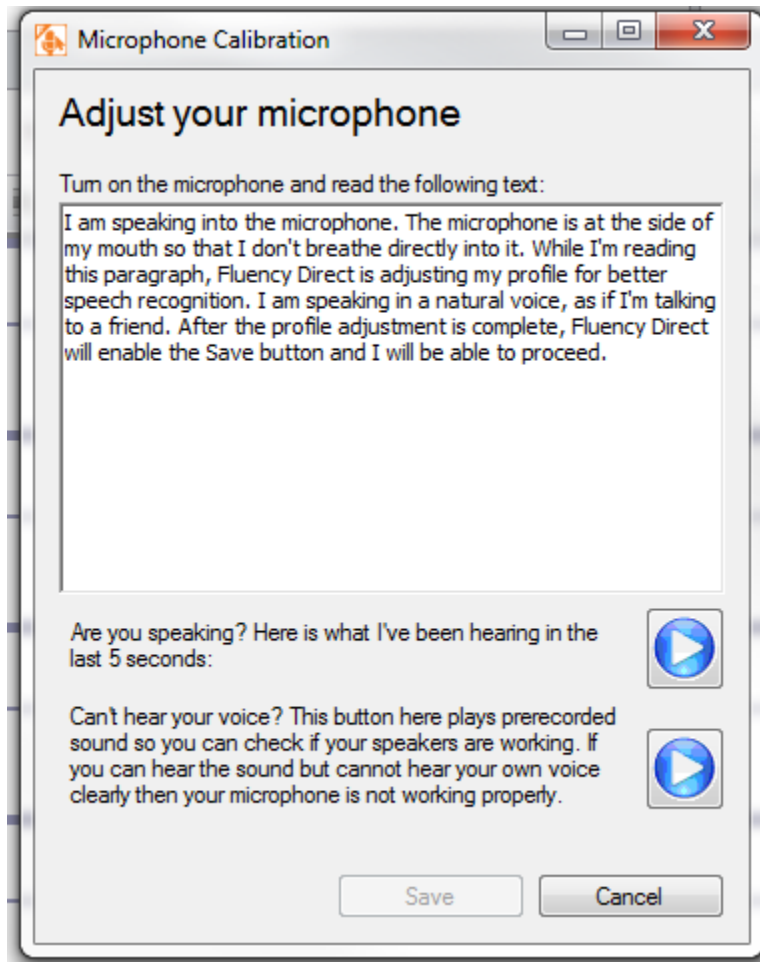 Microphone Calibration
Adjust your microphone
Turn on the microphone and read the following text:
I am speaking into the microphone. The microphone is at the side of
my mouth so that I don't breathe directly into it. While I'm reading
this paragraph, Fluency Direct is adjusting my profile for better
speech recognition. I am speaking in a natural voice, as if I'm talking
to a friend. After the profile adjustment is complete, Fluency Direct
will enable the Save button and I will be able to proceed.
Are you speaking? Here is what I've been hearing in the
last 5 seconds:
Can't hear your voice? This button here plays prerecorded
sound so you can check if your speakers are working. If
you can hear the sound but cannot hear your own voice
clearly then your microphone is not working properly.
Save Cancel